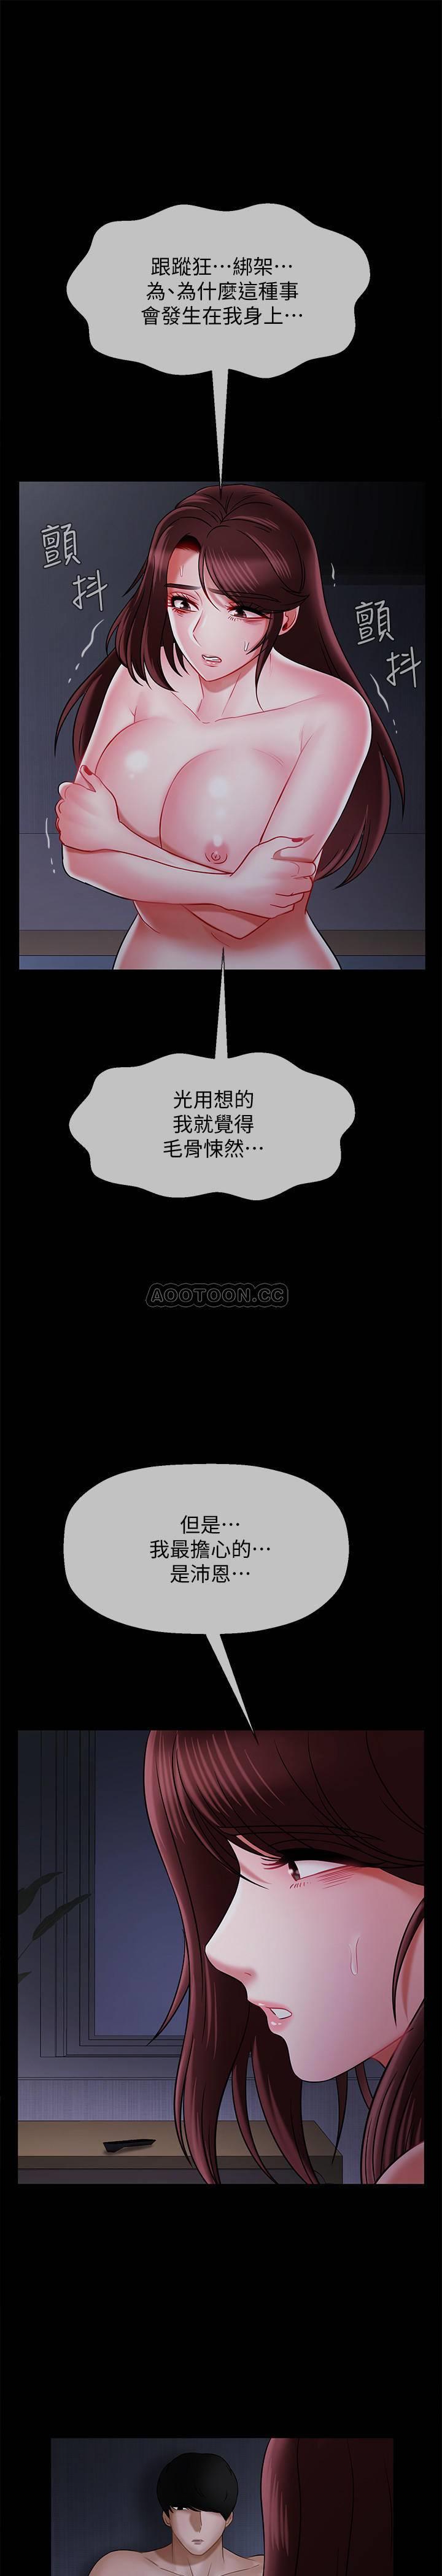 跟蹤狂…綁架…
為、為什麼這種事
會發生在我身上…
顫
抖
顫
抖
光用想的
我就覺得
毛骨悚然…
AOOTOON.CC
但是…
我最擔心的…
是沛恩…